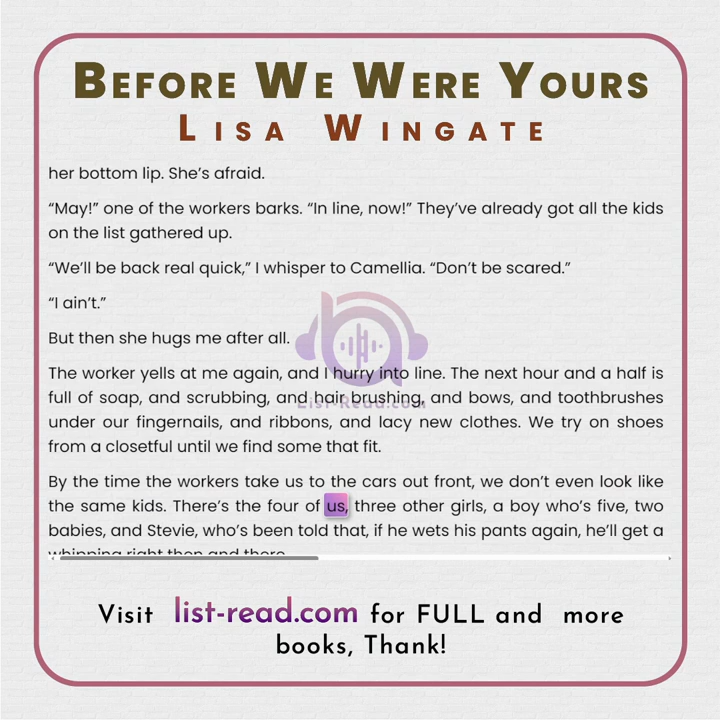 BEFORE WE WERE YOURS
LISA WINGATE
her bottom lip. She’s afraid.
“May!” one of the workers barks. “In line, now!” They’ve already got all the kids
on the list gathered up.
“We’ll be back real quick,” I whisper to Camellia. “Don’t be scared.”
“I ain’t.”
But then she hugs me after all.
The worker yells at me again, and I hurry into line. The next hour and a half is
full of soap, and scrubbing, and hair brushing, and bows, and toothbrushes
under our fingernails, and ribbons, and lacy new clothes. We try on shoes
from a closetful until we find some that fit.
By the time the workers take us to the cars out front, we don’t even look like
the same kids. There’s the four of us, three other girls, a boy who’s five, two
babies, and Stevie, who’s been told that, if he wets his pants again, he’ll get a
whipping right then and there.
List-Read.com
Visit list-read.com for FULL and more
books, Thank!